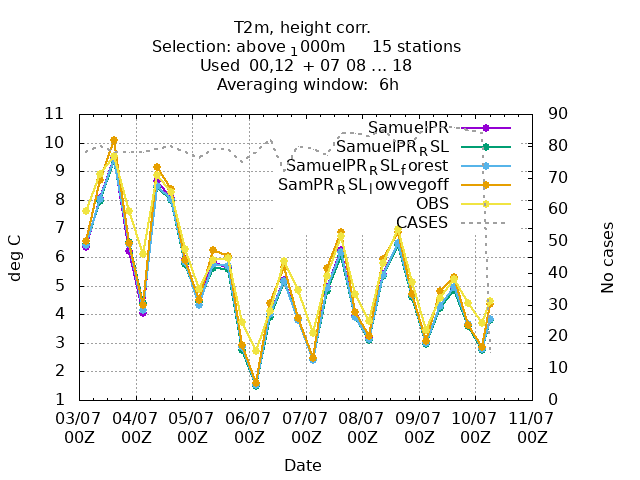 T2m, height corr.
Selection: above 1000m 15 stations
Used 00,12 + 07 08 ... 18
Averaging window: 6h
deg C
11
10
9
8
7
6
5
4
3
2
1
SamuelPR
SamuelPR_RSL
SamuelPR_RSL_forest
SamPR_RSL_lowvegoff
OBS
CASES
90
80
70
60
50
40
30
20
10
0
No cases
03/07 04/07 05/07 06/07 07/07 08/07 09/07 10/07 11/07
00Z 00Z 00Z 00Z 00Z 00Z 00Z 00Z 00Z
Date